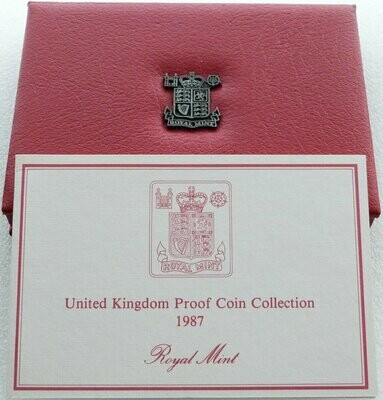 ROYAL MINT
ROYAL MINT
United Kingdom Proof Coin Collection
1987
Royal Mint